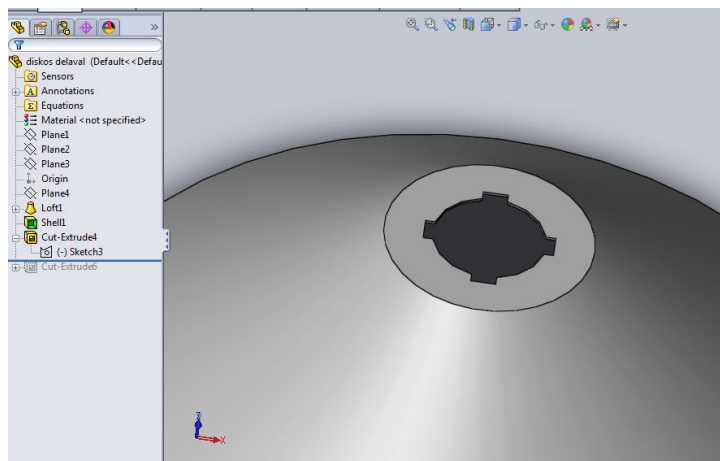 »
diskos delaval (Default<<Defau
Sensors
A Annotations
Σ Equations
Material <not specified>
Plane1
Plane2
Plane3
Origin
Plane4
Loft1
Shell1
Cut-Extrude4
(-) Sketch3
Cut-Extrude6
Z
X